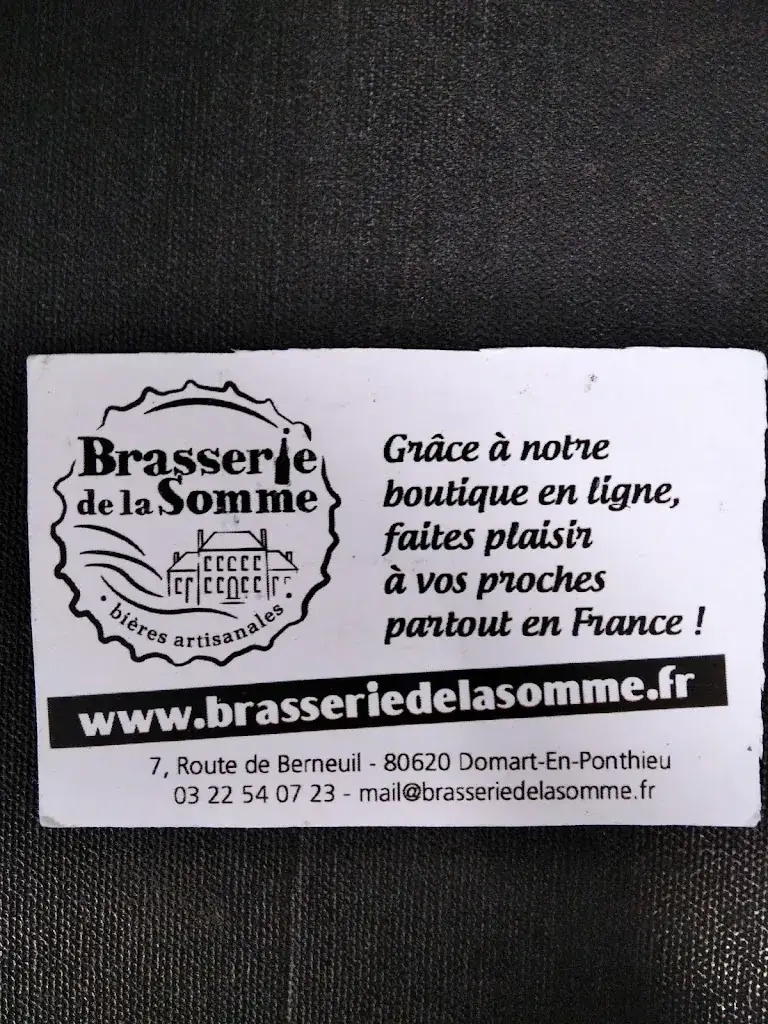 Brasserie
de la Somme
• bières artisanales •
Grâce à notre
boutique en ligne,
faites plaisir
à vos proches
partout en France !
www.brasseriedelasomme.fr
7, Route de Berneuil - 80620 Domart-En-Ponthieu
03 22 54 07 23 - mail@brasseriedelasomme.fr